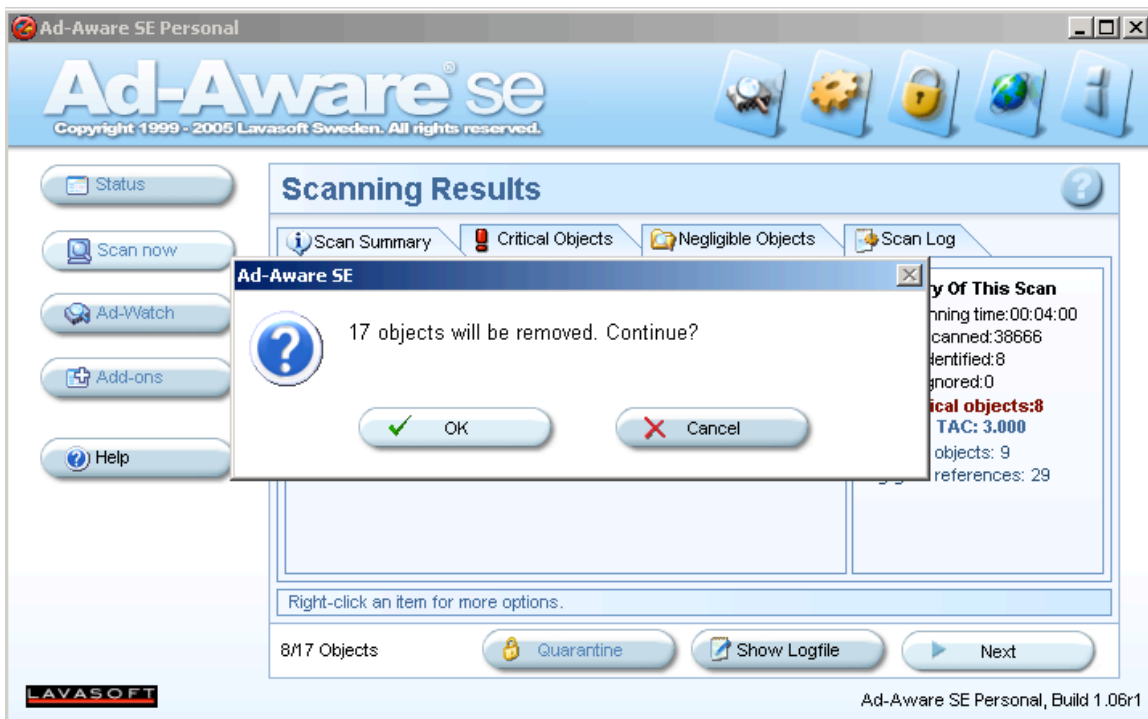 Ad-Aware SE Personal
Ad-Aware® se
Copyright 1999 - 2005 Lavasoft Sweden. All rights reserved.
Status
Scan now
Ad-Watch
Add-ons
Help
Scanning Results
Scan Summary
Critical Objects
Negligible Objects
Scan Log
Ad-Aware SE
17 objects will be removed. Continue?
OK
Cancel
y Of This Scan
nning time:00:04:00
canned:38666
dentified:8
gnored:0
ical objects:8
TAC: 3.000
objects: 9
references: 29
Right-click an item for more options.
8/17 Objects
Quarantine
Show Logfile
Next
LAVASOFT
Ad-Aware SE Personal, Build 1.06r1